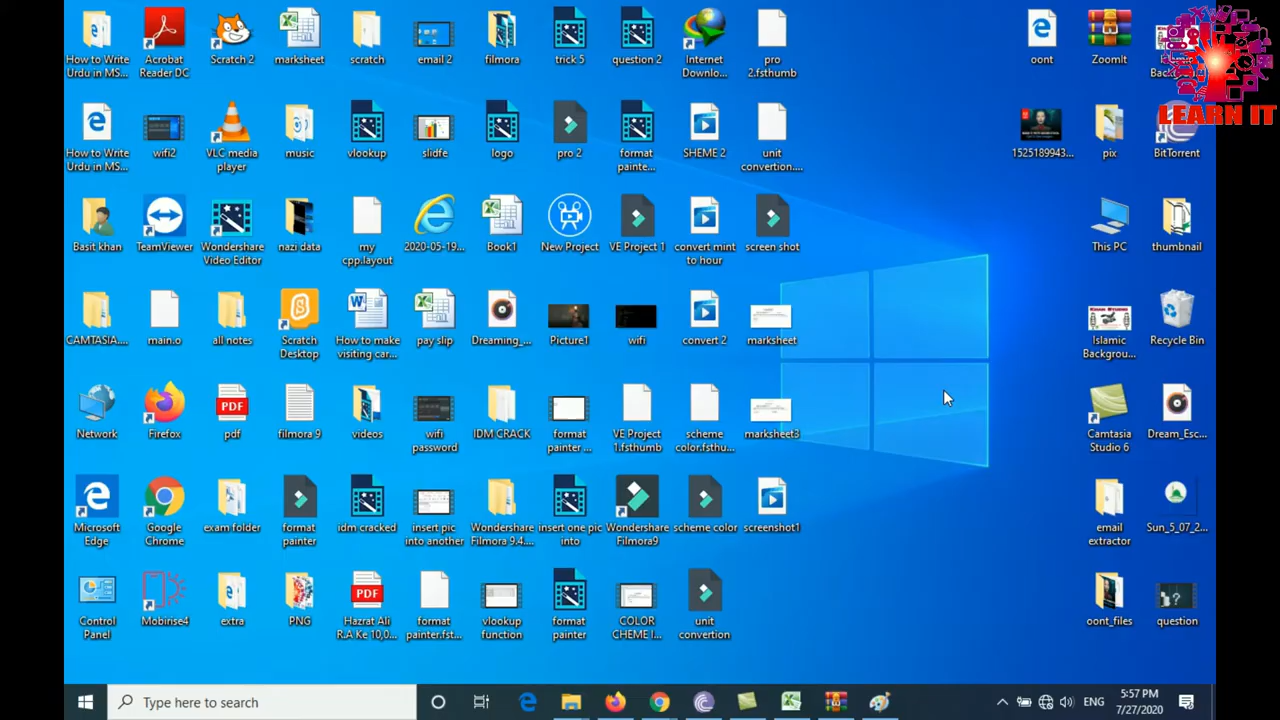 How to Write
Urdu in MS...
Acrobat
Reader DC
Scratch 2
marksheet
scratch
email 2
filmora
trick 5
question 2
Internet
Downlo...
pro
2.fsthumb
oont
ZoomIt
LEARN IT
How to Write
Urdu in MS...
wifi2
VLC media
player
music
vlookup
slidfe
logo
pro 2
format
painte...
SHEME 2
unit
convertion....
1525189943...
pix
BitTorrent
Basit khan
TeamViewer
Wondershare
Video Editor
nazi data
my
cpp.layout
2020-05-19...
Book1
New Project
VE Project 1
convert mint
to hour
screen shot
This PC
thumbnail
CAMTASIA....
main.o
all notes
Scratch
Desktop
How to make
visiting car...
pay slip
Dreaming_...
Picture1
wifi
convert 2
marksheet
Islamic
Backgrou...
Recycle Bin
Network
Firefox
PDF
pdf
filmora 9
videos
wifi
password
IDM CRACK
format
painter ...
VE Project
1.fsthumb
scheme
color.fsthu...
marksheet3
Camtasia
Studio 6
Dream_Esc...
Microsoft
Edge
Google
Chrome
exam folder
format
painter
idm cracked
insert pic
into another
Wondershare
Filmora 9.4....
insert one pic
into
Wondershare
Filmora9
scheme color
screenshot1
email
extractor
Sun_5_07_2...
Control
Panel
Mobirise4
extra
PNG
PDF
Hazrat Ali
R.A Ke 10,0...
format
painter.fst...
vlookup
function
format
painter
COLOR
CHEME I...
unit
convertion
oont_files
question
Type here to search
ENG
5:57 PM
7/27/2020